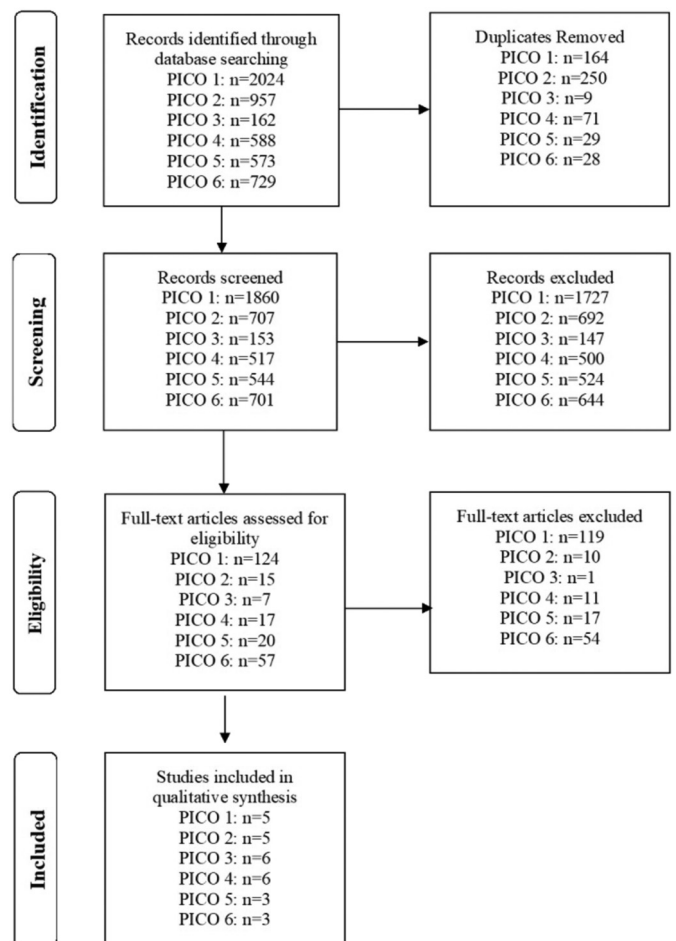 Identification
Records identified through
database searching
PICO 1: n=2024
PICO 2: n=957
PICO 3: n=162
PICO 4: n=588
PICO 5: n=573
PICO 6: n=729
Duplicates Removed
PICO 1: n=164
PICO 2: n=250
PICO 3: n=9
PICO 4: n=71
PICO 5: n=29
PICO 6: n=28
Screening
Records screened
PICO 1: n=1860
PICO 2: n=707
PICO 3: n=153
PICO 4: n=517
PICO 5: n=544
PICO 6: n=701
Records excluded
PICO 1: n=1727
PICO 2: n=692
PICO 3: n=147
PICO 4: n=500
PICO 5: n=524
PICO 6: n=644
Eligibility
Full-text articles assessed for
eligibility
PICO 1: n=124
PICO 2: n=15
PICO 3: n=7
PICO 4: n=17
PICO 5: n=20
PICO 6: n=57
Full-text articles excluded
PICO 1: n=119
PICO 2: n=10
PICO 3: n=1
PICO 4: n=11
PICO 5: n=17
PICO 6: n=54
Included
Studies included in
qualitative synthesis
PICO 1: n=5
PICO 2: n=5
PICO 3: n=6
PICO 4: n=6
PICO 5: n=3
PICO 6: n=3